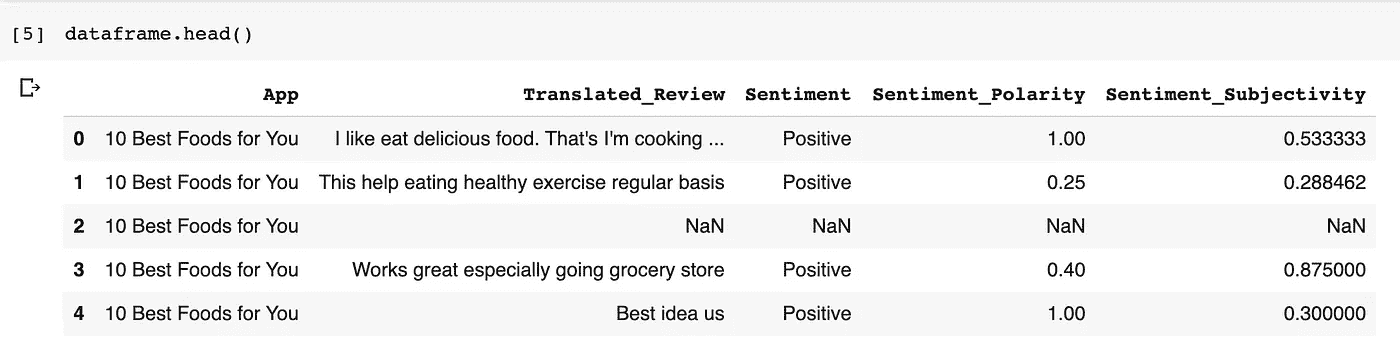 [5] dataframe.head()
App Translated_Review Sentiment Sentiment_Polarity Sentiment_Subjectivity
0 10 Best Foods for You I like eat delicious food. That's I'm cooking ... Positive 1.00 0.533333
1 10 Best Foods for You This help eating healthy exercise regular basis Positive 0.25 0.288462
2 10 Best Foods for You NaN NaN NaN NaN
3 10 Best Foods for You Works great especially going grocery store Positive 0.40 0.875000
4 10 Best Foods for You Best idea us Positive 1.00 0.300000